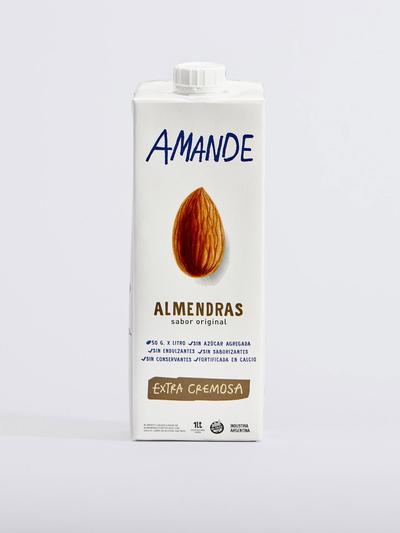 AMANDE
ALMENDRAS
sabor original
50 G. X LITRO ✓SIN AZÚCAR AGREGADA
✓SIN ENDULZANTES ✓SIN SABORIZANTES
✓SIN CONSERVANTES ✓FORTIFICADA EN CALCIO
EXTRA CREMOSA
1Lt
INDUSTRIA
ARGENTINA